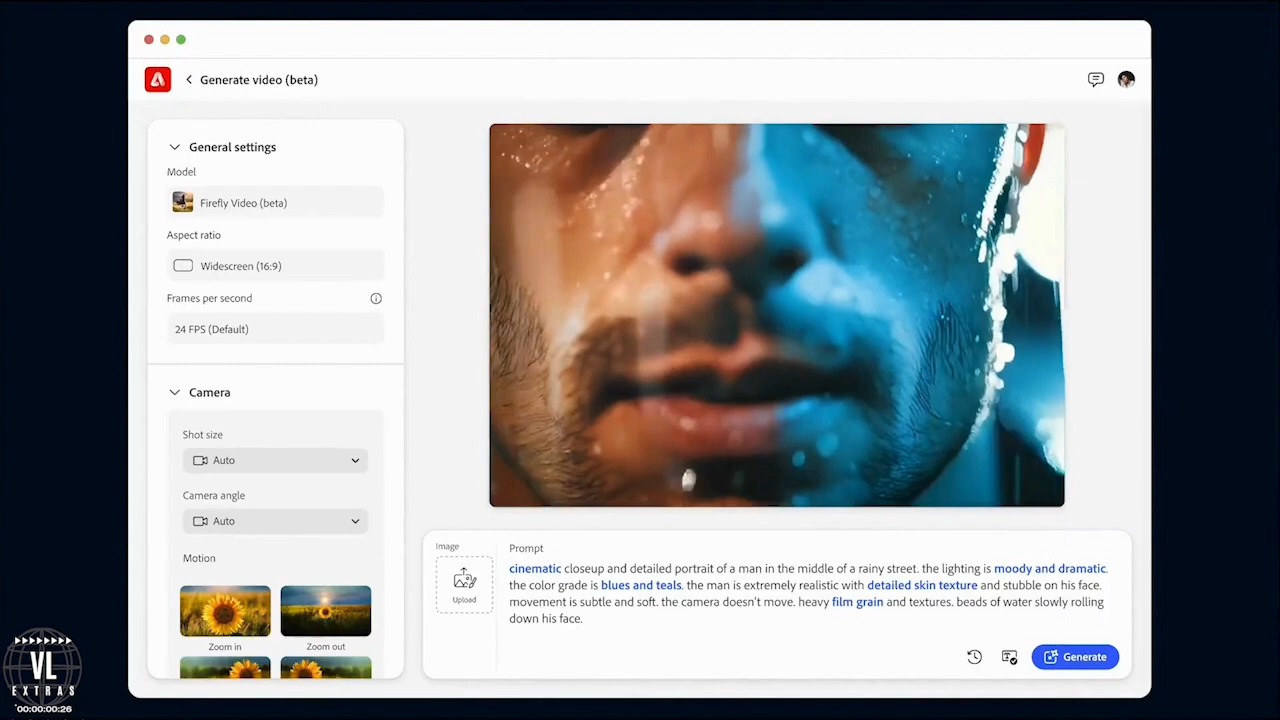 Generate video (beta)
General settings
Model
Firefly Video (beta)
Aspect ratio
Widescreen (16:9)
Frames per second
24 FPS (Default)
Camera
Shot size
Auto
Camera angle
Auto
Motion
Zoom in
Zoom out
Image
Upload
Prompt
cinematic closeup and detailed portrait of a man in the middle of a rainy street. the lighting is moody and dramatic.
the color grade is blues and teals. the man is extremely realistic with detailed skin texture and stubble on his face.
movement is subtle and soft. the camera doesn't move. heavy film grain and textures. beads of water slowly rolling
down his face.
Generate
VL
EXTRAS
00:00:00:26